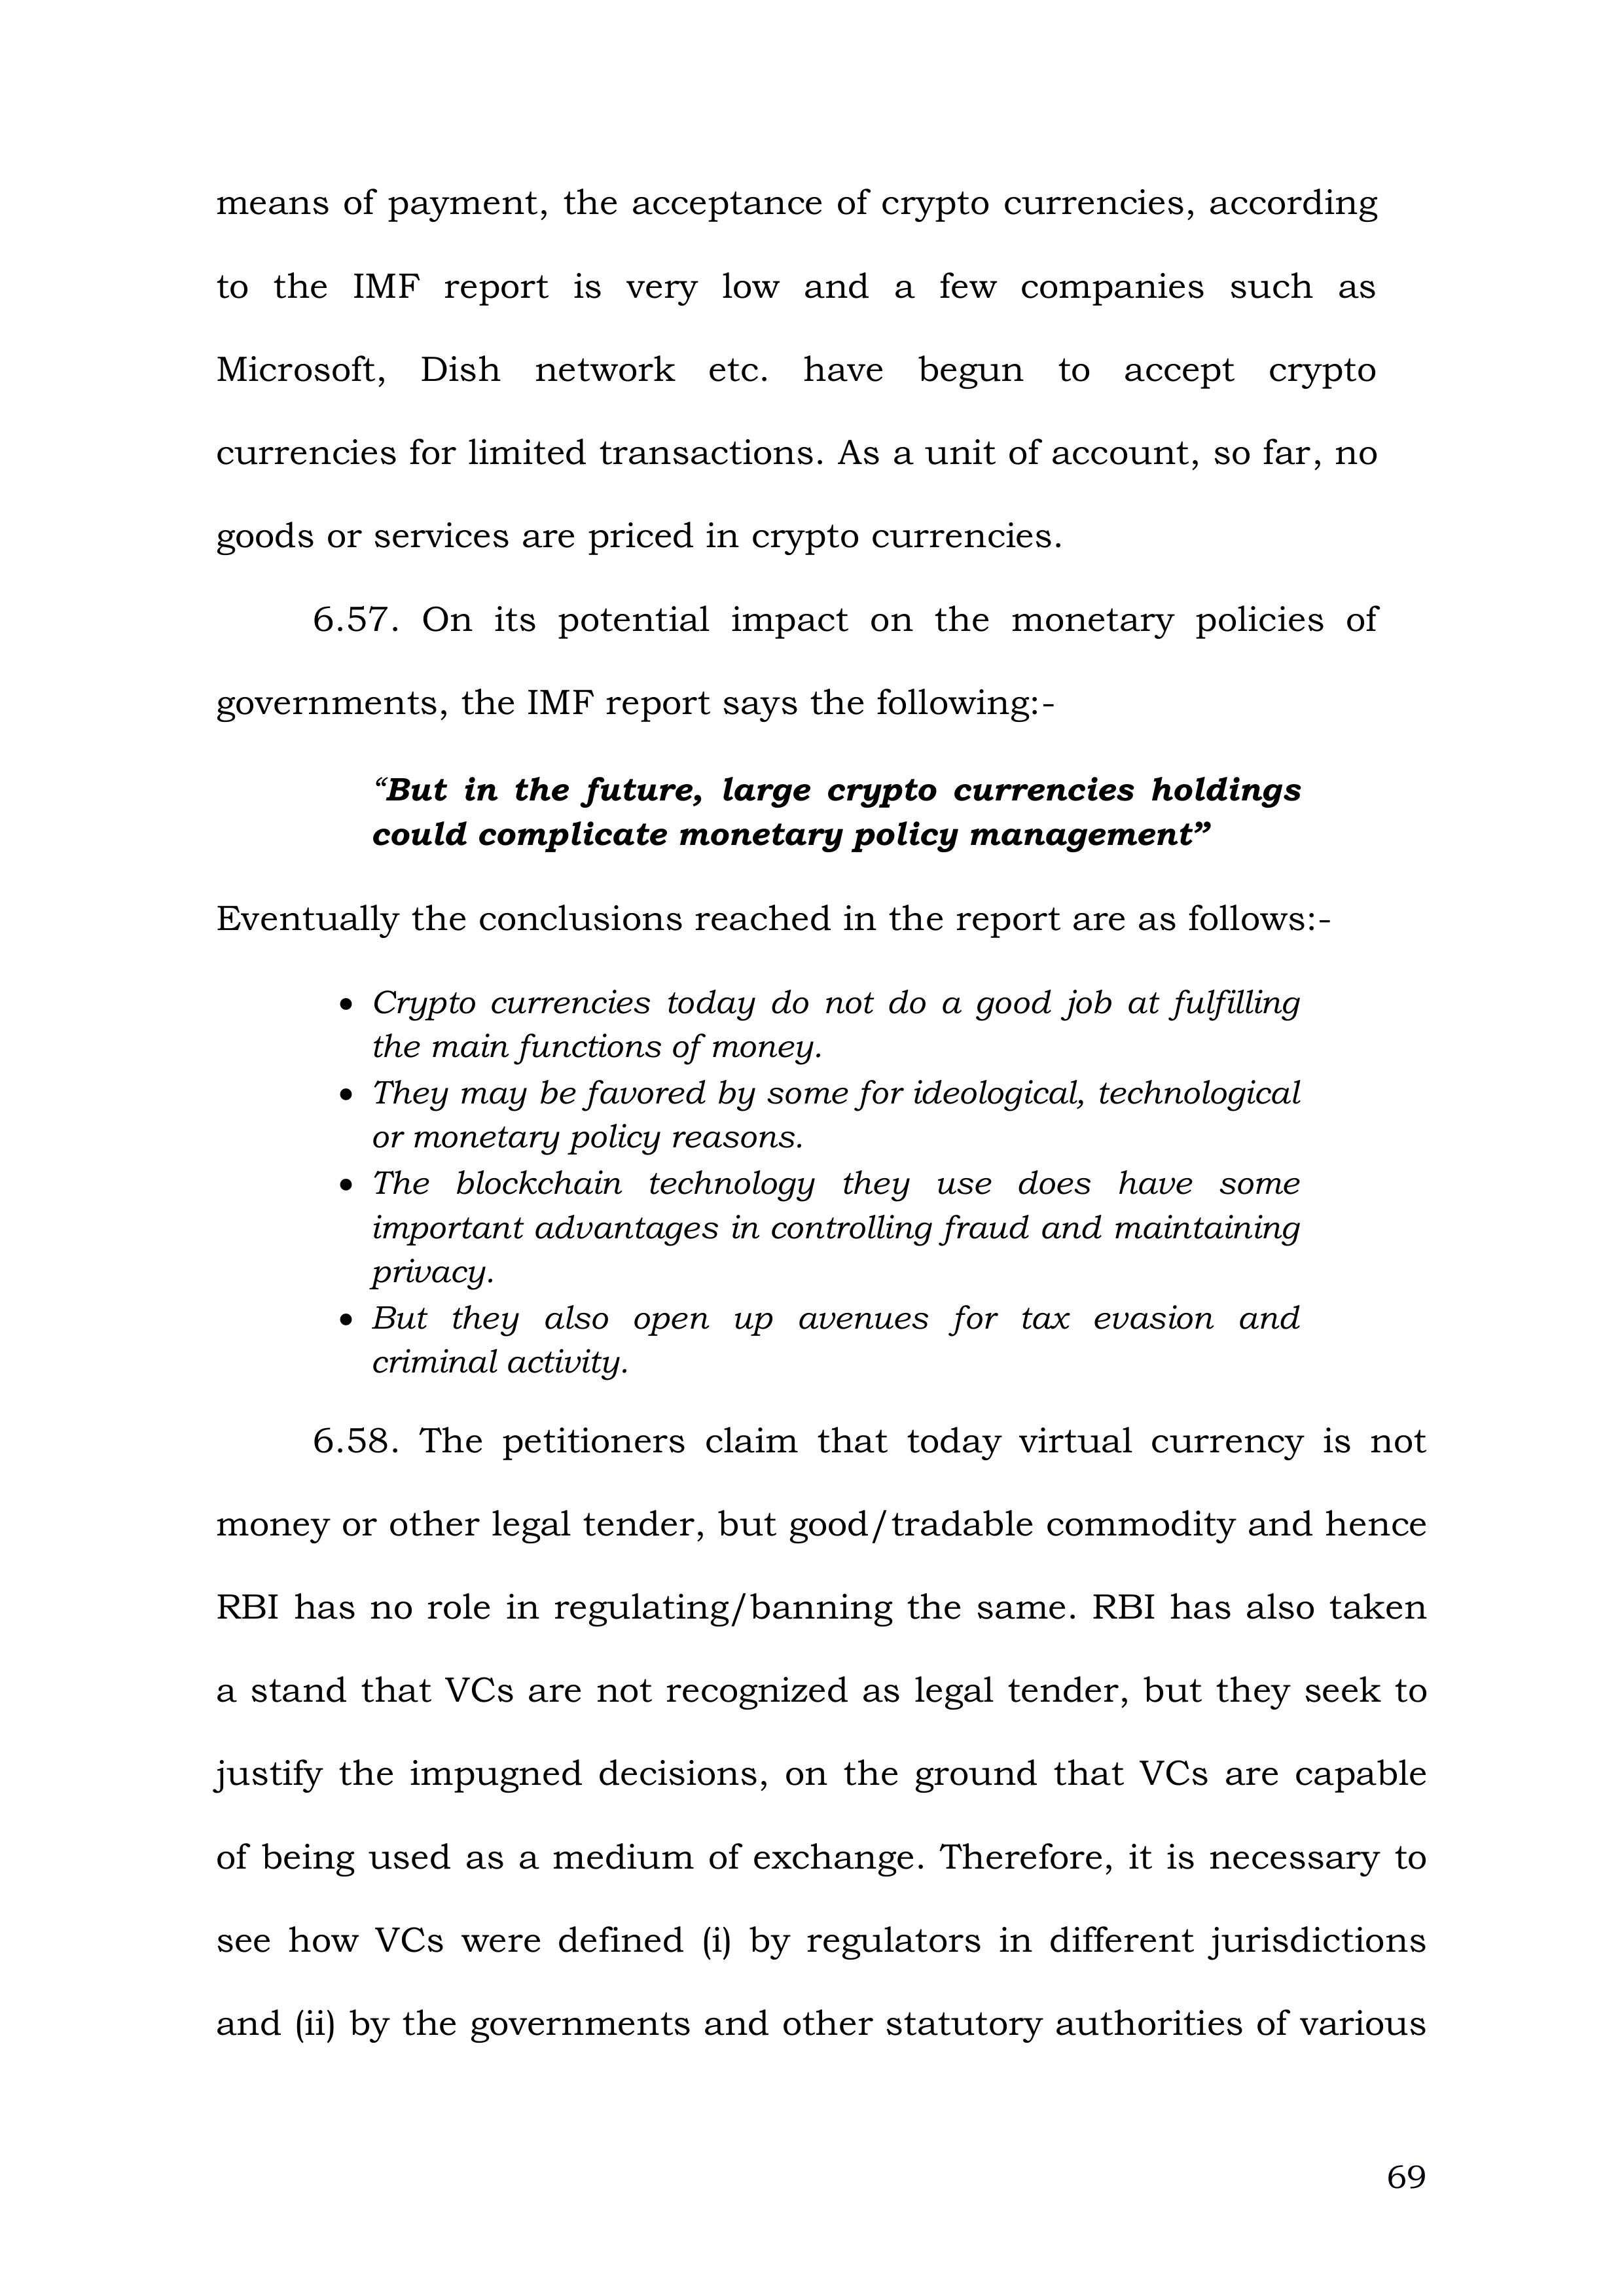 means of payment, the acceptance of crypto currencies, according
to the IMF report is very low and a few companies such as
Microsoft, Dish network etc. have begun to accept crypto
currencies for limited transactions. As a unit of account, so far, no
goods or services are priced in crypto currencies.
6.57. On its potential impact on the monetary policies of
governments, the IMF report says the following:-
“But in the future, large crypto currencies holdings
could complicate monetary policy management”
Eventually the conclusions reached in the report are as follows:-
• Crypto currencies today do not do a good job at fulfilling
the main functions of money.
• They may be favored by some for ideological, technological
or monetary policy reasons.
• The blockchain technology they use does have some
important advantages in controlling fraud and maintaining
privacy.
• But they also open up avenues for tax evasion and
criminal activity.
6.58. The petitioners claim that today virtual currency is not
money or other legal tender, but good/tradable commodity and hence
RBI has no role in regulating/banning the same. RBI has also taken
a stand that VCs are not recognized as legal tender, but they seek to
justify the impugned decisions, on the ground that VCs are capable
of being used as a medium of exchange. Therefore, it is necessary to
see how VCs were defined (i) by regulators in different jurisdictions
and (ii) by the governments and other statutory authorities of various
69